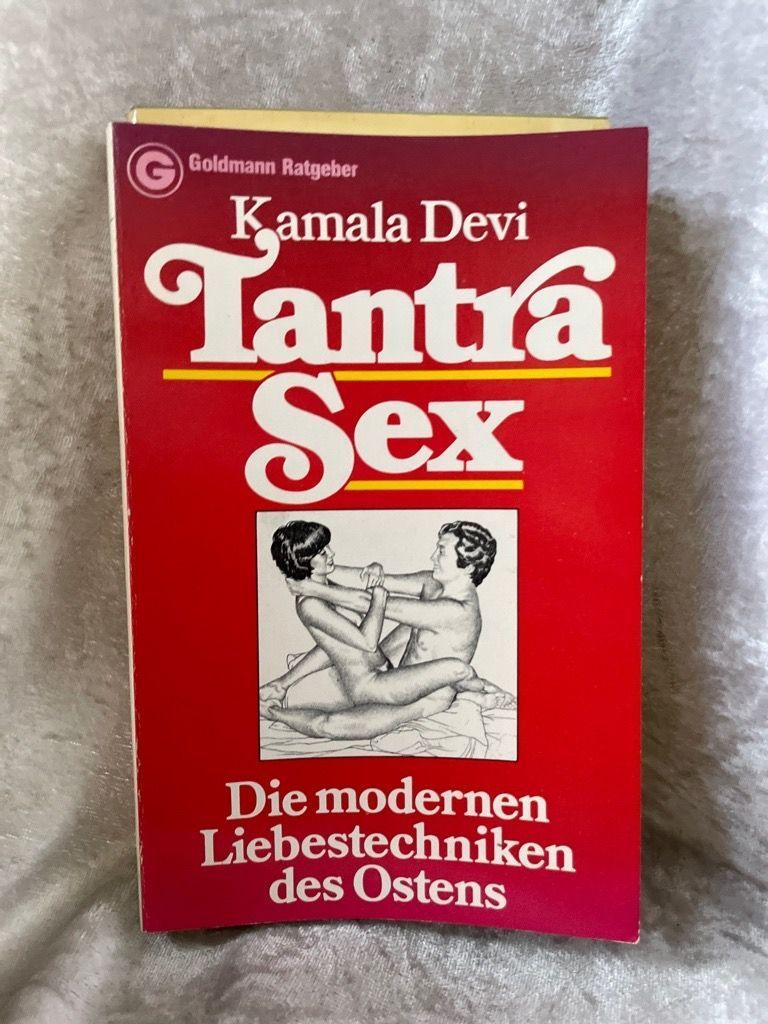 G Goldmann Ratgeber
Kamala Devi
Tantra
Sex
Die modernen
Liebestechniken
des Ostens